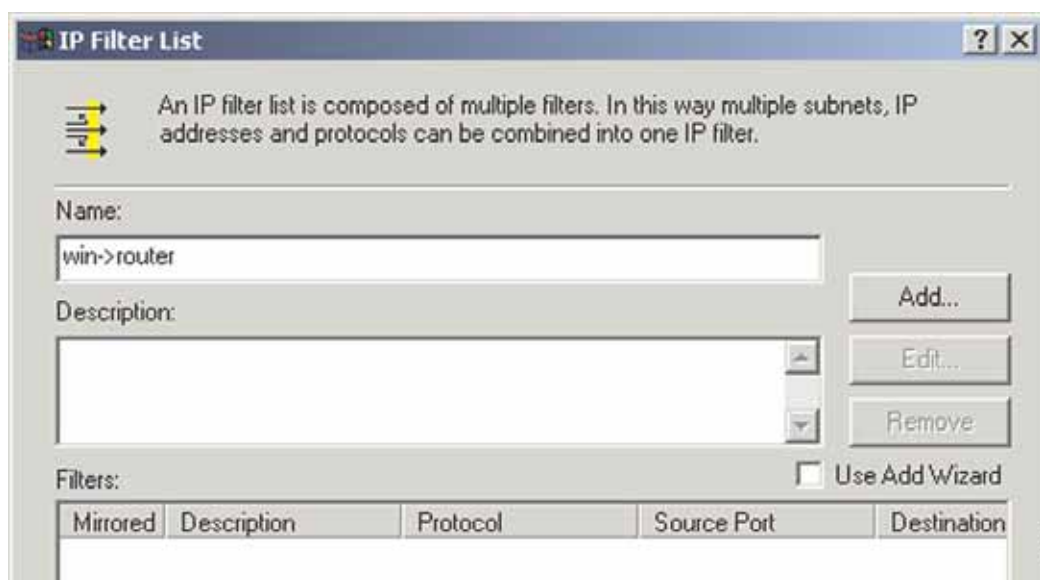 IP Filter List
An IP filter list is composed of multiple filters. In this way multiple subnets, IP
addresses and protocols can be combined into one IP filter.
Name:
win->router
Add...
Description:
Edit...
Remove
Filters:
Use Add Wizard
Mirrored Description Protocol Source Port Destination